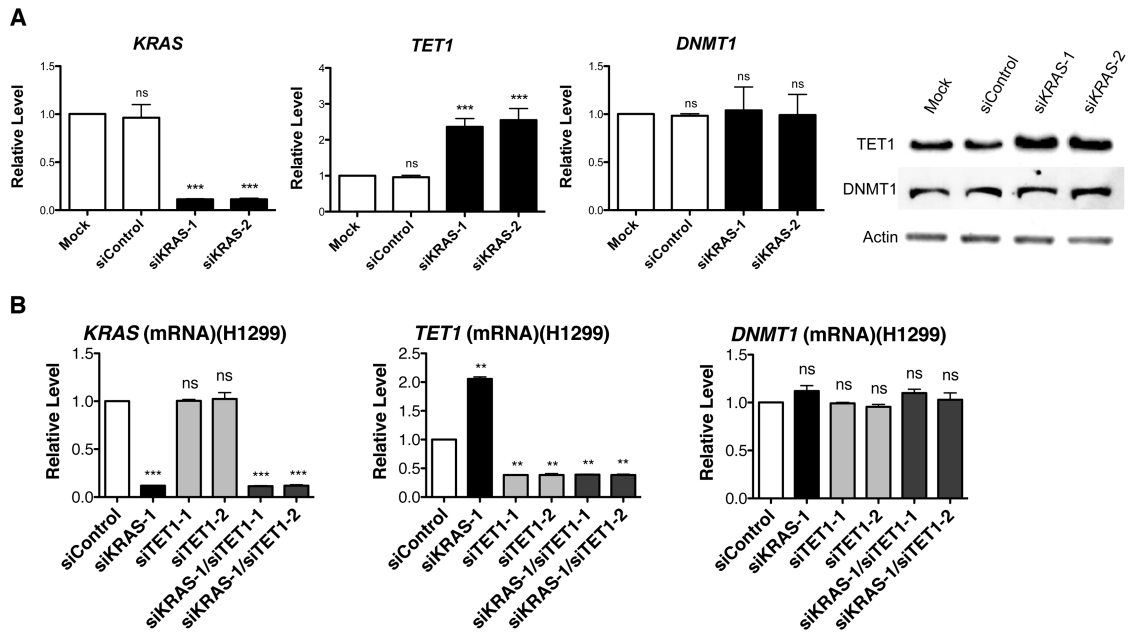 A
KRAS
Relative Level
1.5
1.0
0.5
0.0
ns
***
***
Mock
siControl
siKRAS-1
siKRAS-2
TET1
Relative Level
4
3
2
1
0
ns
***
***
Mock
siControl
siKRAS-1
siKRAS-2
DNMT1
Relative Level
1.5
1.0
0.5
0.0
ns
ns
ns
Mock
siControl
siKRAS-1
siKRAS-2
Mock
siControl
siKRAS-1
siKRAS-2
TET1
DNMT1
Actin
B
KRAS (mRNA)(H1299)
Relative Level
1.5
1.0
0.5
0.0
***
ns
ns
***
***
siControl
siKRAS-1
siTET1-1
siTET1-2
siKRAS-1/siTET1-1
siKRAS-1/siTET1-2
TET1 (mRNA)(H1299)
Relative Level
2.5
2.0
1.5
1.0
0.5
0.0
**
**
**
**
**
siControl
siKRAS-1
siTET1-1
siTET1-2
siKRAS-1/siTET1-1
siKRAS-1/siTET1-2
DNMT1 (mRNA)(H1299)
Relative Level
1.5
1.0
0.5
0.0
ns
ns
ns
ns
ns
siControl
siKRAS-1
siTET1-1
siTET1-2
siKRAS-1/siTET1-1
siKRAS-1/siTET1-2